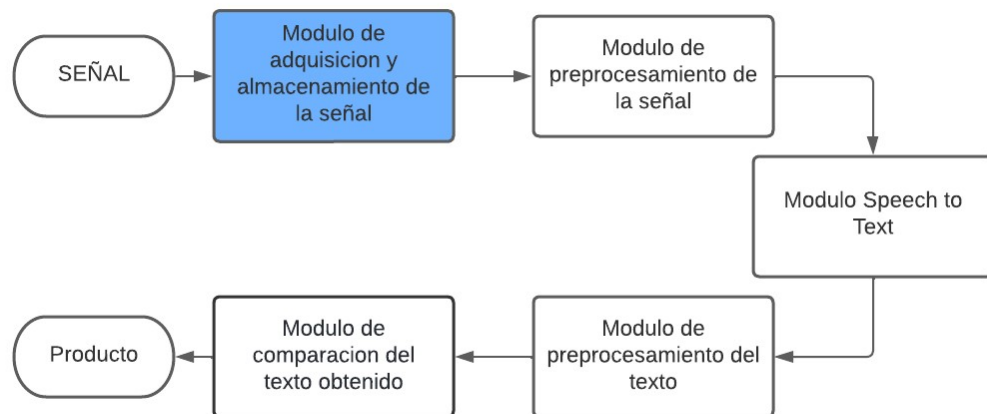 SEÑAL
Modulo de
adquisicion y
almacenamiento de
la señal
Modulo de
preprocesamiento de
la señal
Modulo Speech to
Text
Modulo de
preprocesamiento del
texto
Modulo de
comparacion del
texto obtenido
Producto